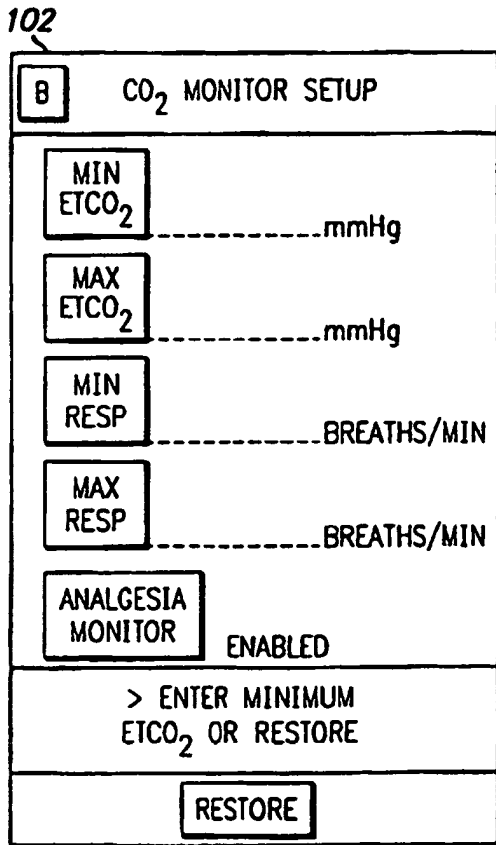 102
B CO₂ MONITOR SETUP
MIN
ETCO₂ mmHg
MAX
ETCO₂ mmHg
MIN
RESP BREATHS/MIN
MAX
RESP BREATHS/MIN
ANALGESIA
MONITOR ENABLED
> ENTER MINIMUM
ETCO₂ OR RESTORE
RESTORE